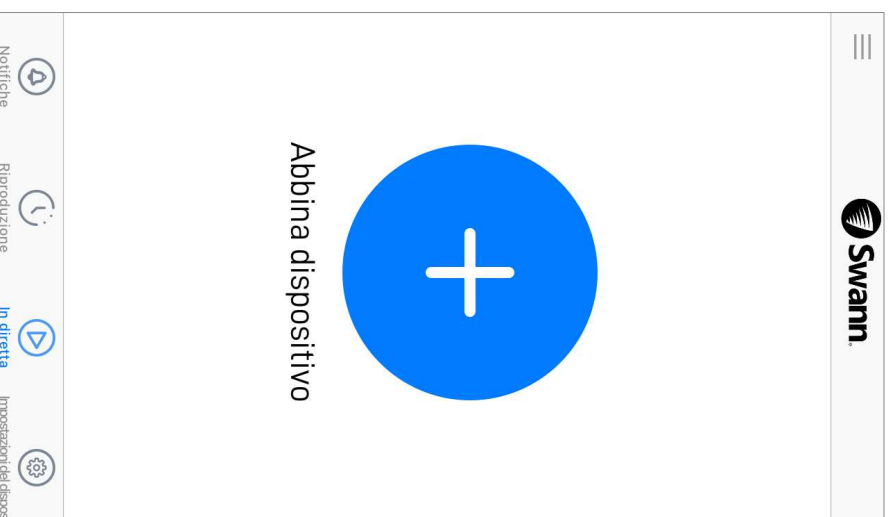 Swann
Abbina dispositivo
Notifiche
Riproduzione
In diretta